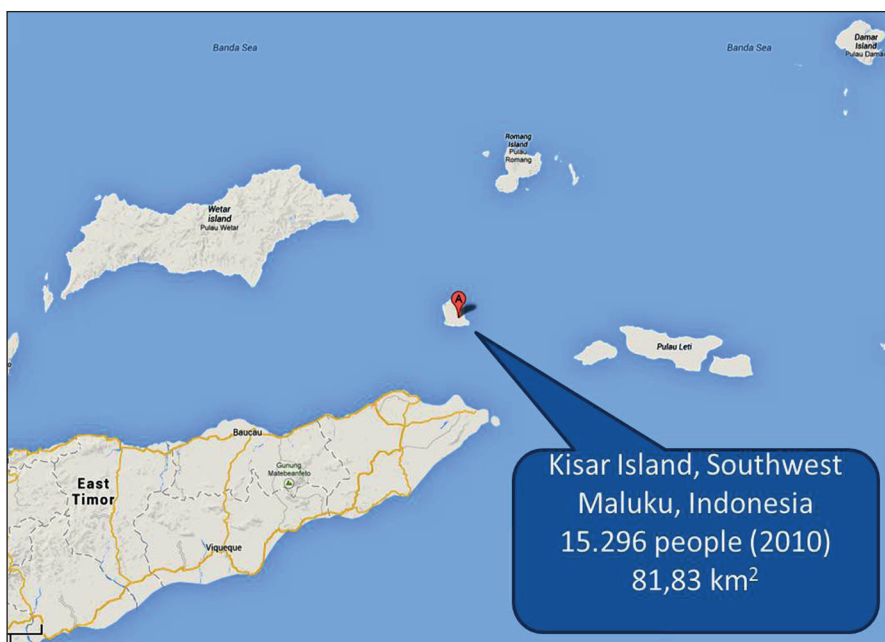 Banda Sea
Banda Sea
Damar
Island
Pulau Damar
Romang
Island
Pulau
Romang
Wetar
island
Pulau Wetar
A
Pulau Leti
Baucau
Gunung
Matebeanfeto
East
Timor
Viqueque
Kisar Island, Southwest
Maluku, Indonesia
15.296 people (2010)
81,83 km²